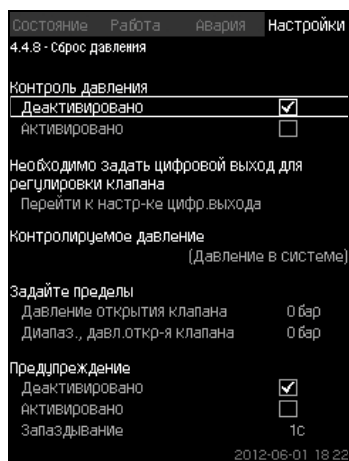 Состояние Работа Авария Настройки
4.4.8 - Сброс давления
Контроль давления
Деактивировано
Активировано
Необходимо задать цифровой выход для
регулировки клапана
Перейти к настр-ке цифр.выхода
Контролируемое давление
(Давление в системе)
Задайте пределы
Давление открытия клапана 0 бар
Диапаз., давл.откр-я клапана 0 бар
Предупреждение
Деактивировано
Активировано
Запаздывание 1с
2012-06-01 18:22